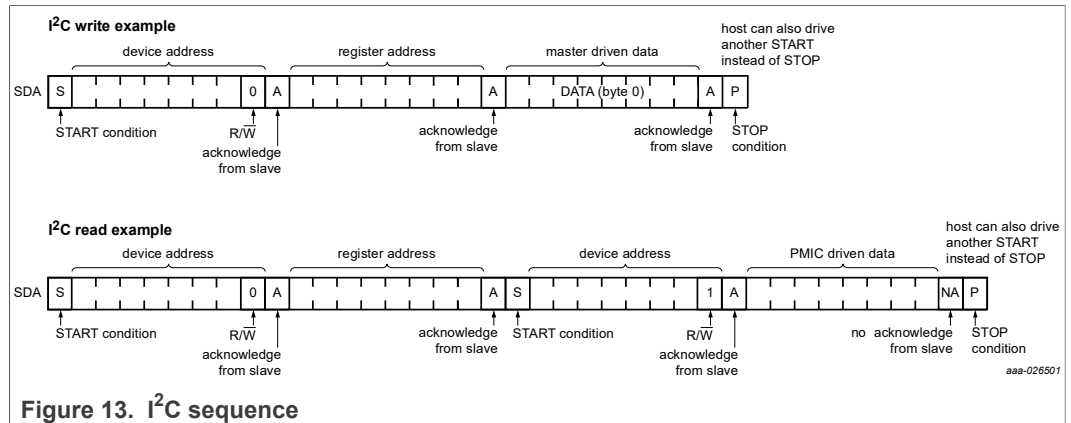 I²C write example
host can also drive
another START
instead of STOP
device address register address master driven data
SDA S 0 A A DATA (byte 0) A P
START condition R/W̅ acknowledge from slave acknowledge from slave acknowledge from slave STOP condition
I²C read example
host can also drive
another START
instead of STOP
device address register address device address PMIC driven data
SDA S 0 A A S 1 A NA P
START condition R/W̅ acknowledge from slave acknowledge from slave START condition R/W̅ acknowledge from slave no acknowledge from slave STOP condition
aaa-026501
Figure 13. I²C sequence